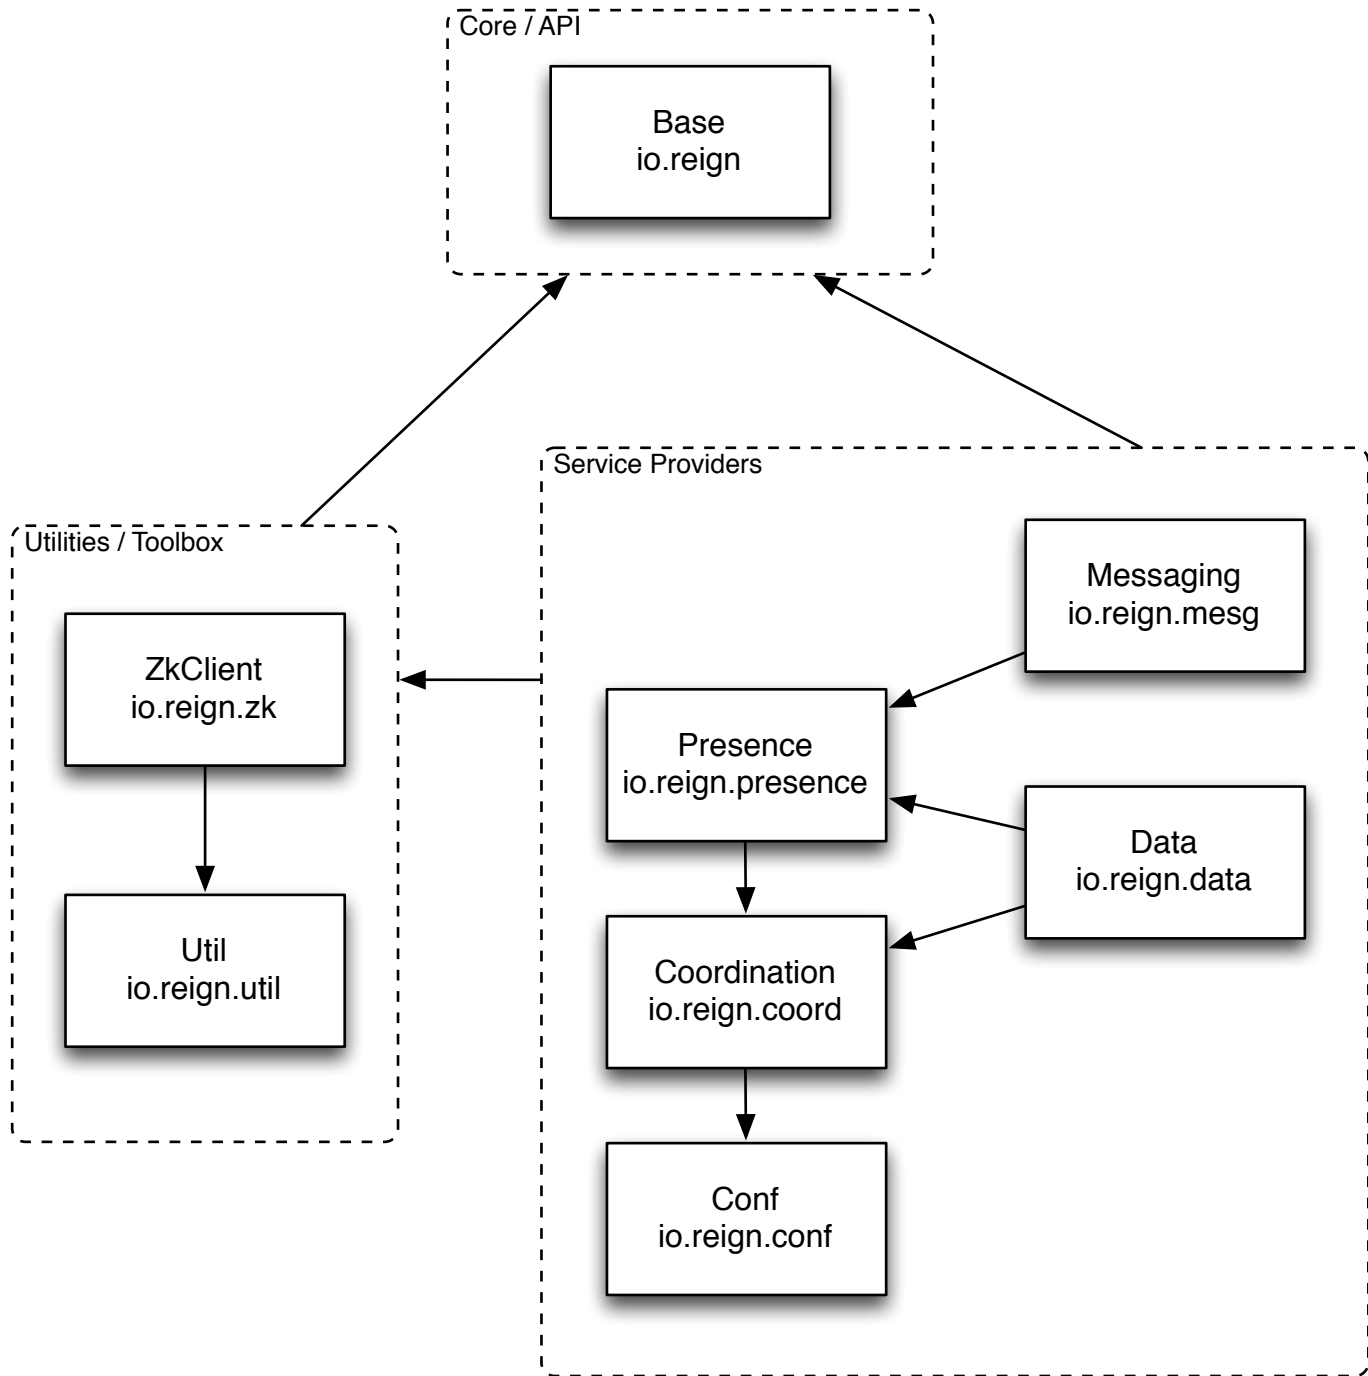 Core / API
Base
io.reign
Service Providers
Utilities / Toolbox
Messaging
io.reign.mesg
ZkClient
io.reign.zk
Presence
io.reign.presence
Data
io.reign.data
Util
io.reign.util
Coordination
io.reign.coord
Conf
io.reign.conf